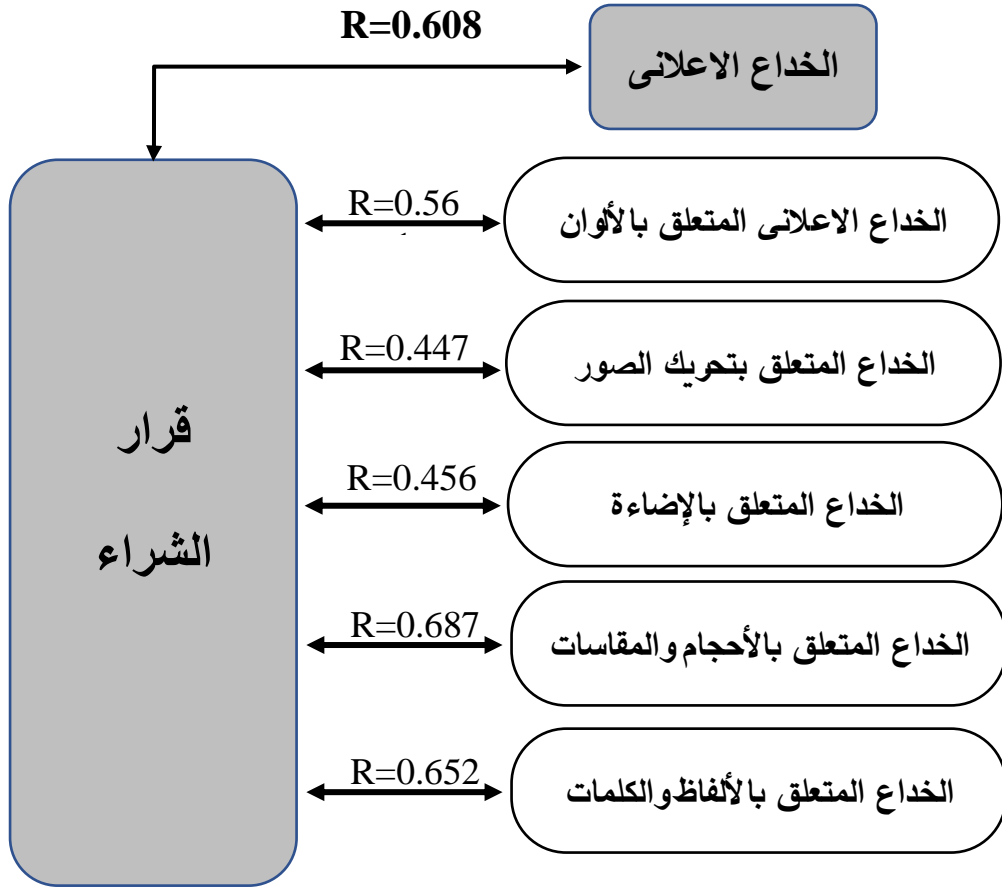 R=0.608
الخداع الاعلانى
R=0.56
الخداع الاعلانى المتعلق بالألوان
R=0.447
الخداع المتعلق بتحريك الصور
قرار
الشراء
R=0.456
الخداع المتعلق بالإضاءة
R=0.687
الخداع المتعلق بالأحجام والمقاسات
R=0.652
الخداع المتعلق بالألفاظ والكلمات